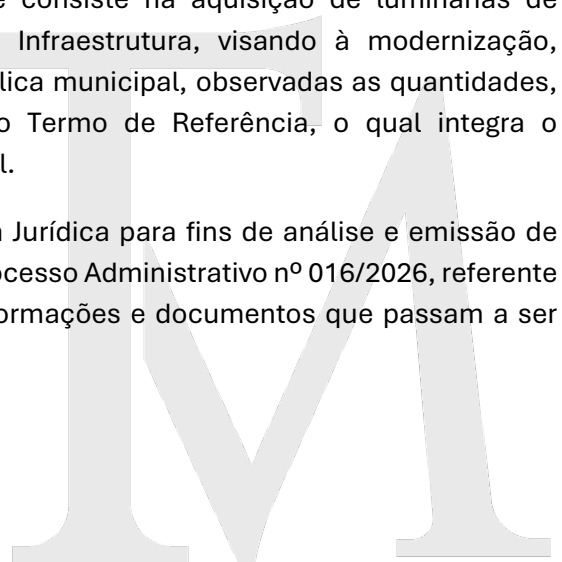 consiste na aquisição de luminárias de
Infraestrutura, visando à modernização,
lica municipal, observadas as quantidades,
o Termo de Referência, o qual integra o
l.
Jurídica para fins de análise e emissão de
ocesso Administrativo nº 016/2026, referente
ormações e documentos que passam a ser